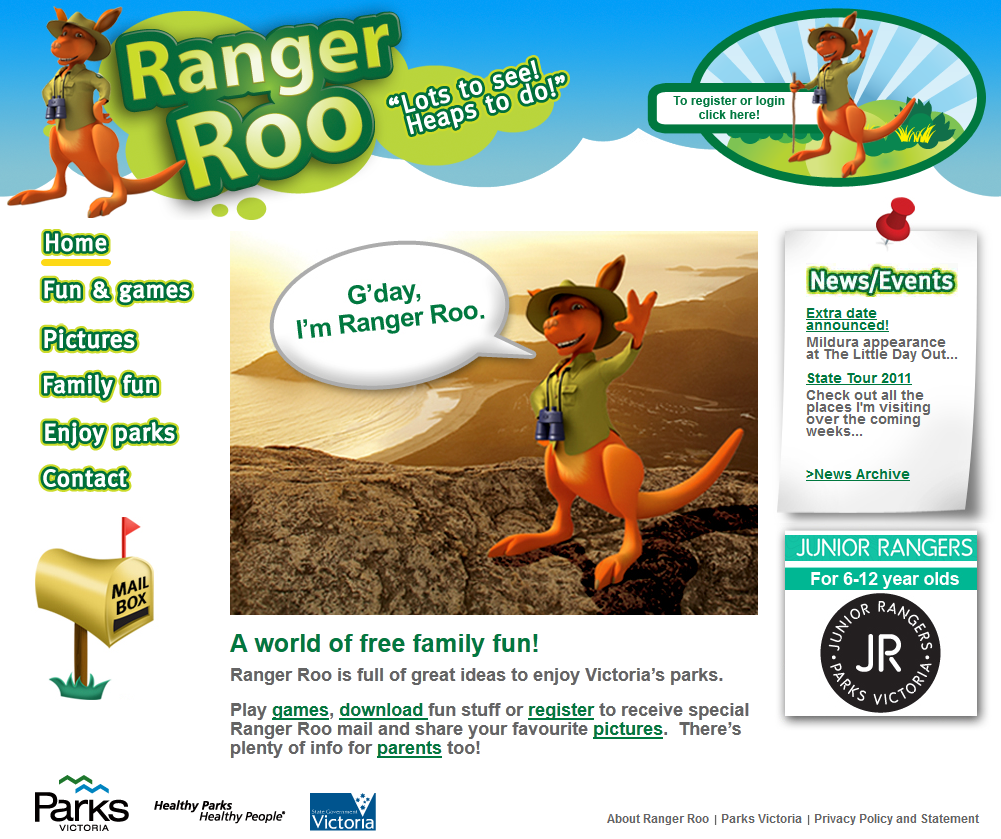 Ranger
Roo
“Lots to see!
Heaps to do!”
To register or login
click here!
Home
Fun & games
Pictures
Family fun
Enjoy parks
Contact
MAIL
BOX
G’day,
I’m Ranger Roo.
News/Events
Extra date
announced!
Mildura appearance
at The Little Day Out...
State Tour 2011
Check out all the
places I'm visiting
over the coming
weeks...
>News Archive
JUNIOR RANGERS
For 6-12 year olds
JUNIOR RANGERS
JR
PARKS VICTORIA
A world of free family fun!
Ranger Roo is full of great ideas to enjoy Victoria’s parks.
Play games, download fun stuff or register to receive special
Ranger Roo mail and share your favourite pictures.  There’s
plenty of info for parents too!
Parks
VICTORIA
Healthy Parks
Healthy People®
State Government
Victoria
About Ranger Roo | Parks Victoria | Privacy Policy and Statement